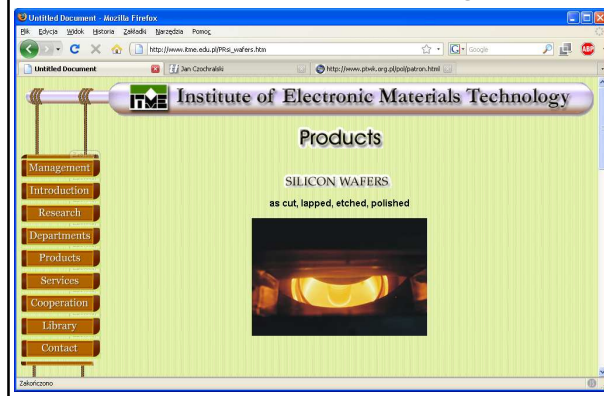 Untitled Document - Mozilla Firefox
Plik Edycja Widok Historia Zakładki Narzędzia Pomoc
http://www.itme.edu.pl/PRsi_wafers.htm
Google
ABP
Untitled Document
Jan Czochralski
http://www.ptwk.org.pl/pol/patron.html
ITME
Institute of Electronic Materials Technology
Products
Management
SILICON WAFERS
Introduction
as cut, lapped, etched, polished
Research
Departments
Products
Services
Cooperation
Library
Contact
Zakończono